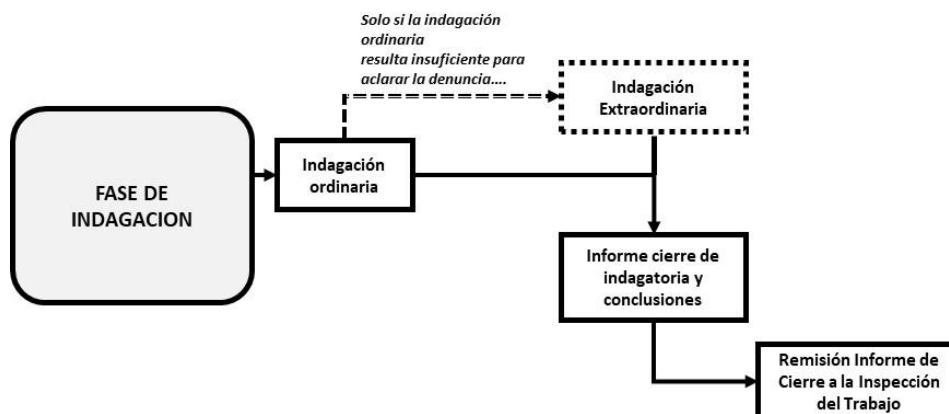 Solo si la indagación
ordinaria
resulta insuficiente para
aclarar la denuncia....
Indagación
Extraordinaria
FASE DE
INDAGACION
Indagación
ordinaria
Informe cierre de
indagatoria y
conclusiones
Remisión Informe de
Cierre a la Inspección
del Trabajo